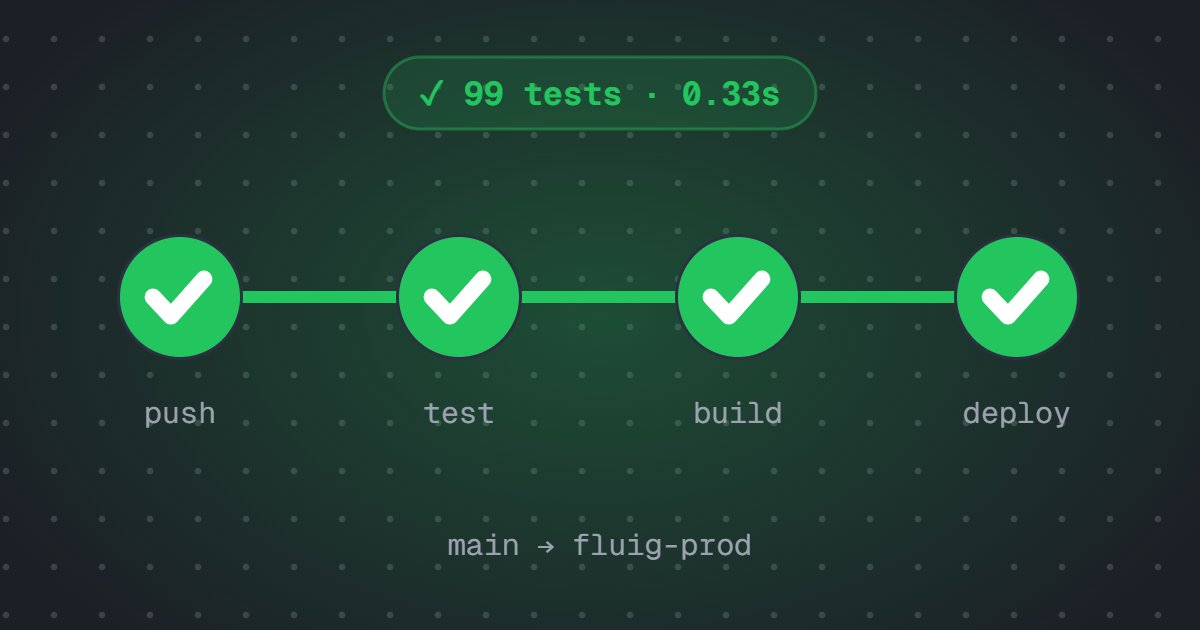 ✓ 99 tests · 0.33s
push test build deploy
main → fluig-prod